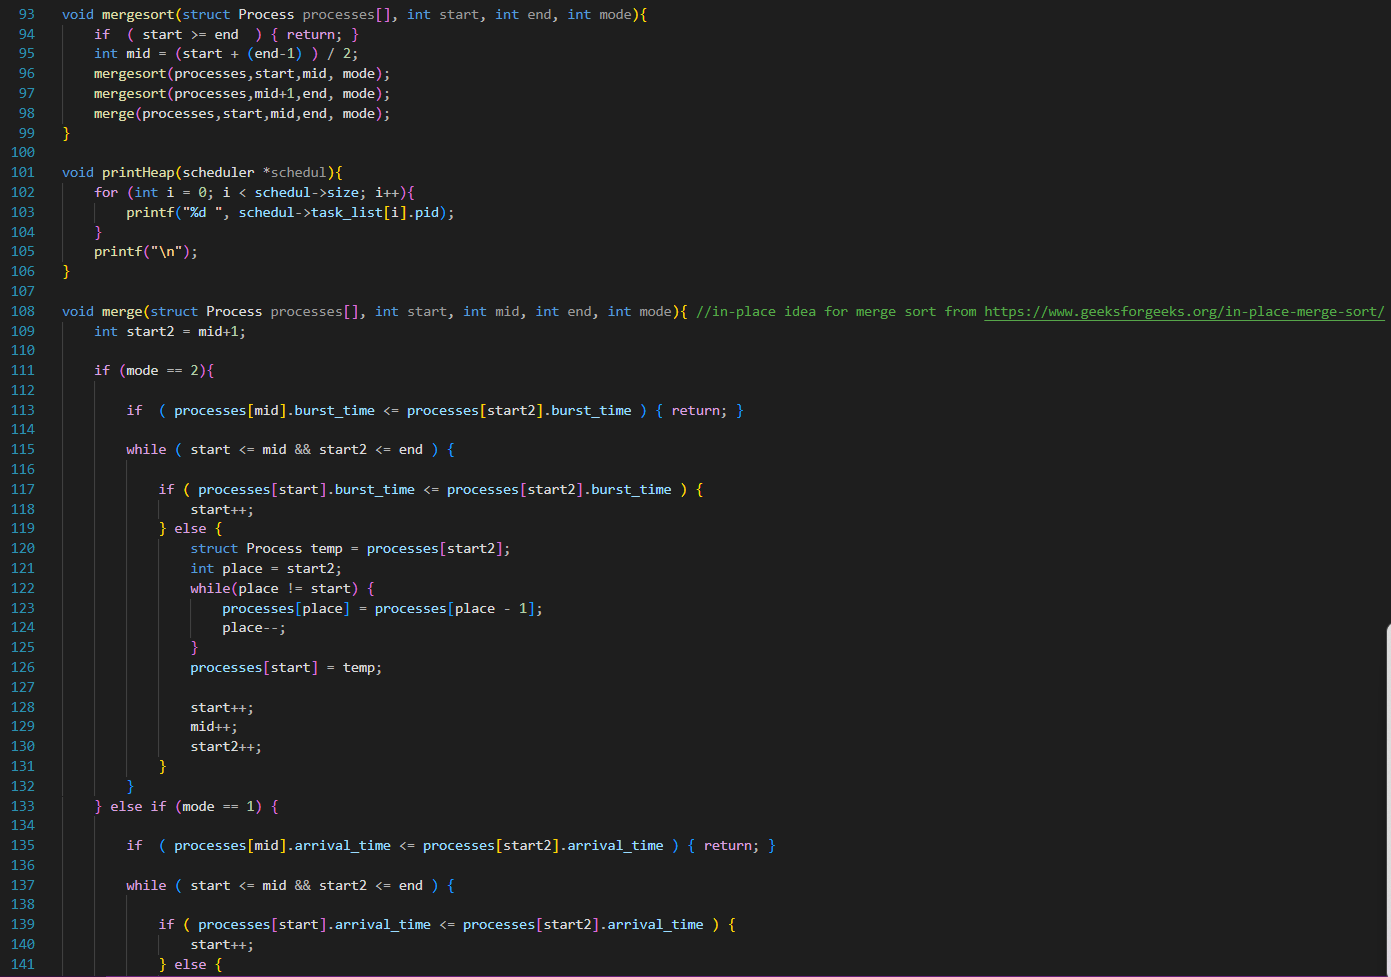 93 void mergesort(struct Process processes[], int start, int end, int mode){
94 if  ( start >= end  ) { return; }
95 int mid = (start + (end-1) ) / 2;
96 mergesort(processes,start,mid, mode);
97 mergesort(processes,mid+1,end, mode);
98 merge(processes,start,mid,end, mode);
99 }
100
101 void printHeap(scheduler *schedul){
102 for (int i = 0; i < schedul->size; i++){
103 printf("%d ", schedul->task_list[i].pid);
104 }
105 printf("\n");
106 }
107
108 void merge(struct Process processes[], int start, int mid, int end, int mode){ //in-place idea for merge sort from https://www.geeksforgeeks.org/in-place-merge-sort/
109 int start2 = mid+1;
110
111 if (mode == 2){
112
113 if  ( processes[mid].burst_time <= processes[start2].burst_time ) { return; }
114
115 while ( start <= mid && start2 <= end ) {
116
117 if ( processes[start].burst_time <= processes[start2].burst_time ) {
118 start++;
119 } else {
120 struct Process temp = processes[start2];
121 int place = start2;
122 while(place != start) {
123 processes[place] = processes[place - 1];
124 place--;
125 }
126 processes[start] = temp;
127
128 start++;
129 mid++;
130 start2++;
131 }
132 }
133 } else if (mode == 1) {
134
135 if  ( processes[mid].arrival_time <= processes[start2].arrival_time ) { return; }
136
137 while ( start <= mid && start2 <= end ) {
138
139 if ( processes[start].arrival_time <= processes[start2].arrival_time ) {
140 start++;
141 } else {